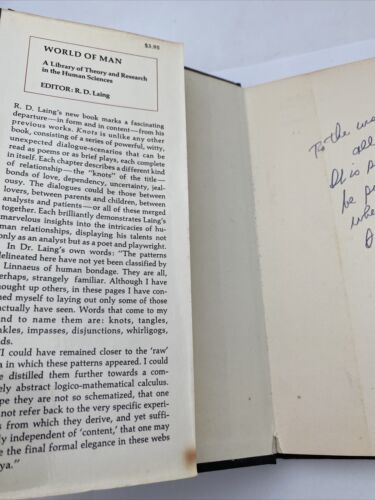 $3.95
WORLD OF MAN
A Library of Theory and Research
in the Human Sciences
EDITOR: R. D. LAING
R. D. Laing's new book marks a fascinating
departure—in form and in content—from his
previous works. Knots is unlike any other
book, consisting of a series of powerful, witty,
unexpected dialogue-scenarios that can be
read as poems or as brief plays, each complete
in itself. Each chapter describes a different kind
of relationship—the "knots" of the title—
bonds of love, dependency, uncertainty, jeal-
ousy. The dialogues could be those between
lovers, between parents and children, between
analysts and patients—or all of these merged
together. Each brilliantly demonstrates Laing's
marvelous insights into the intricacies of hu-
man relationships, displaying his talents not
only as an analyst but as a poet and playwright.
In Dr. Laing's own words: "The patterns
delineated here have not yet been classified by
Linnaeus of human bondage. They are all,
erhaps, strangely familiar. Although I have
thought up others, in these pages I have con-
ned myself to laying out only some of those
actually have seen. Words that come to my
nd to name them are: knots, tangles,
nkles, impasses, disjunctions, whirligogs,
ds.
"I could have remained closer to the 'raw'
a in which these patterns appeared. I could
e distilled them further towards a com-
ely abstract logico-mathematical calculus.
pe they are not so schematized, that one
not refer back to the very specific experi-
s from which they derive, and yet suffi-
ly independent of 'content,' that one may
e the final formal elegance in these webs
ya."
To the
all
be
whe